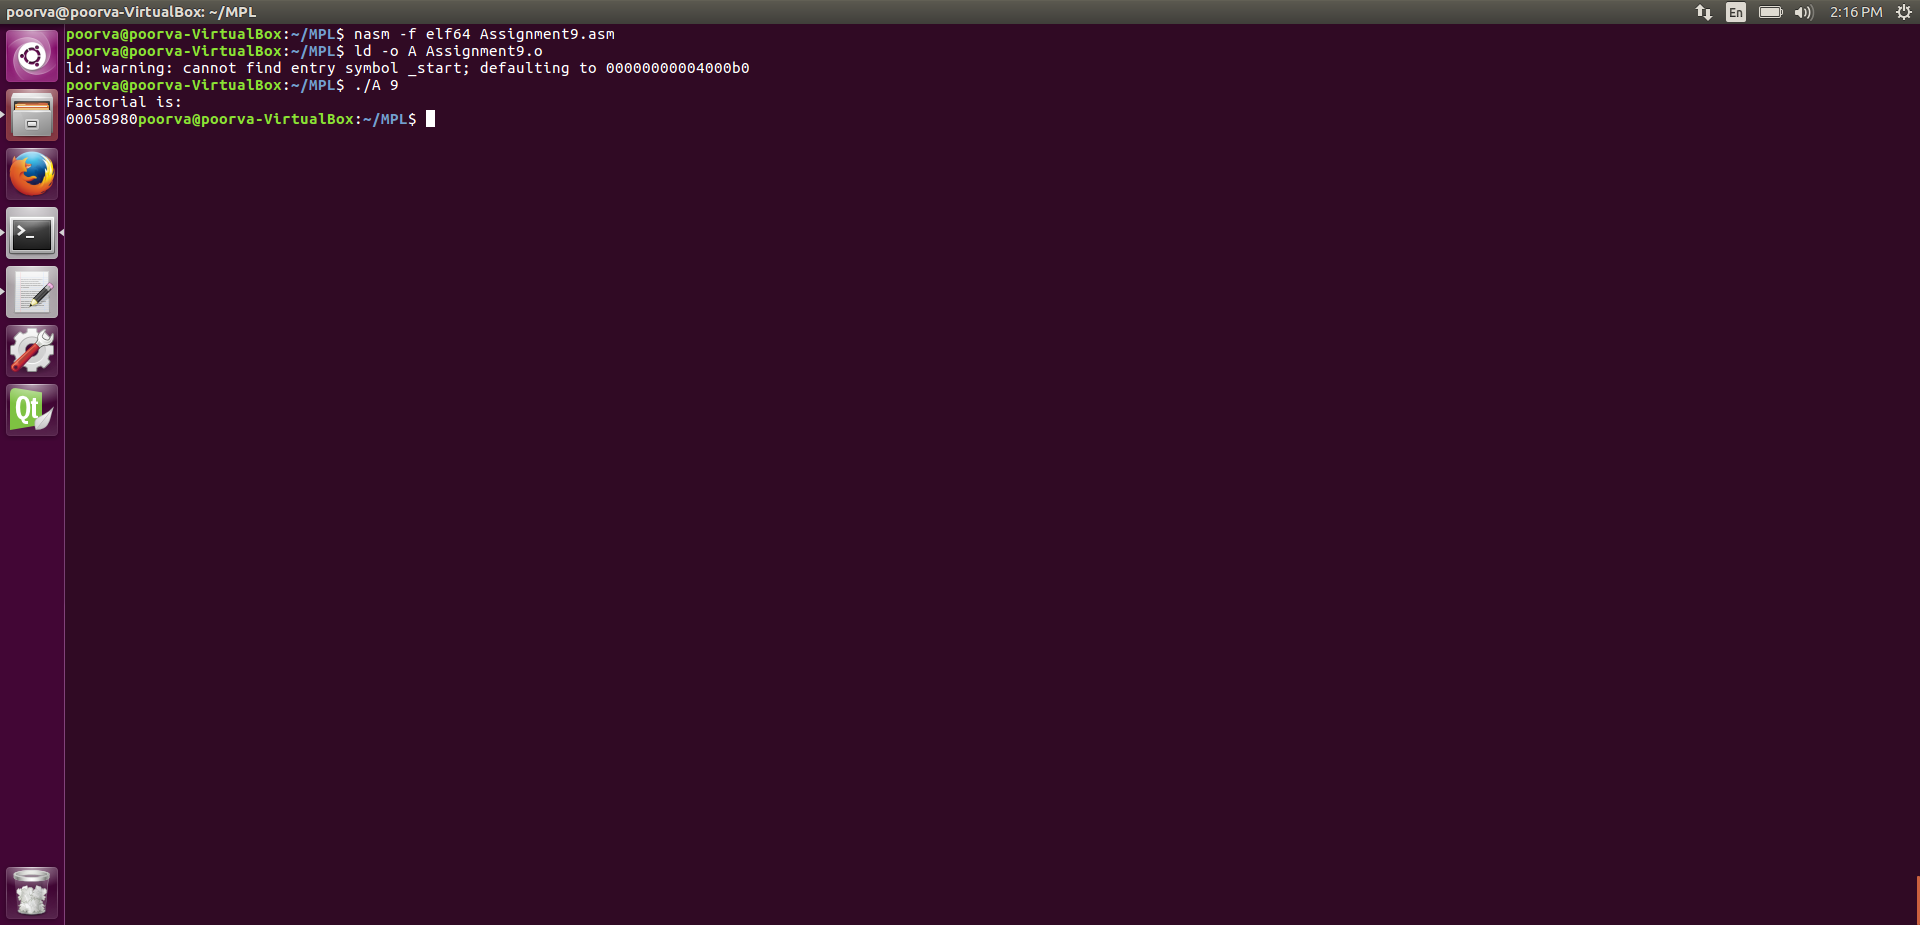 poorva@poorva-VirtualBox: ~/MPL
En
2:16 PM
poorva@poorva-VirtualBox:~/MPL$ nasm -f elf64 Assignment9.asm
poorva@poorva-VirtualBox:~/MPL$ ld -o A Assignment9.o
ld: warning: cannot find entry symbol _start; defaulting to 00000000004000b0
poorva@poorva-VirtualBox:~/MPL$ ./A 9
Factorial is:
00058980poorva@poorva-VirtualBox:~/MPL$
>_
Qt